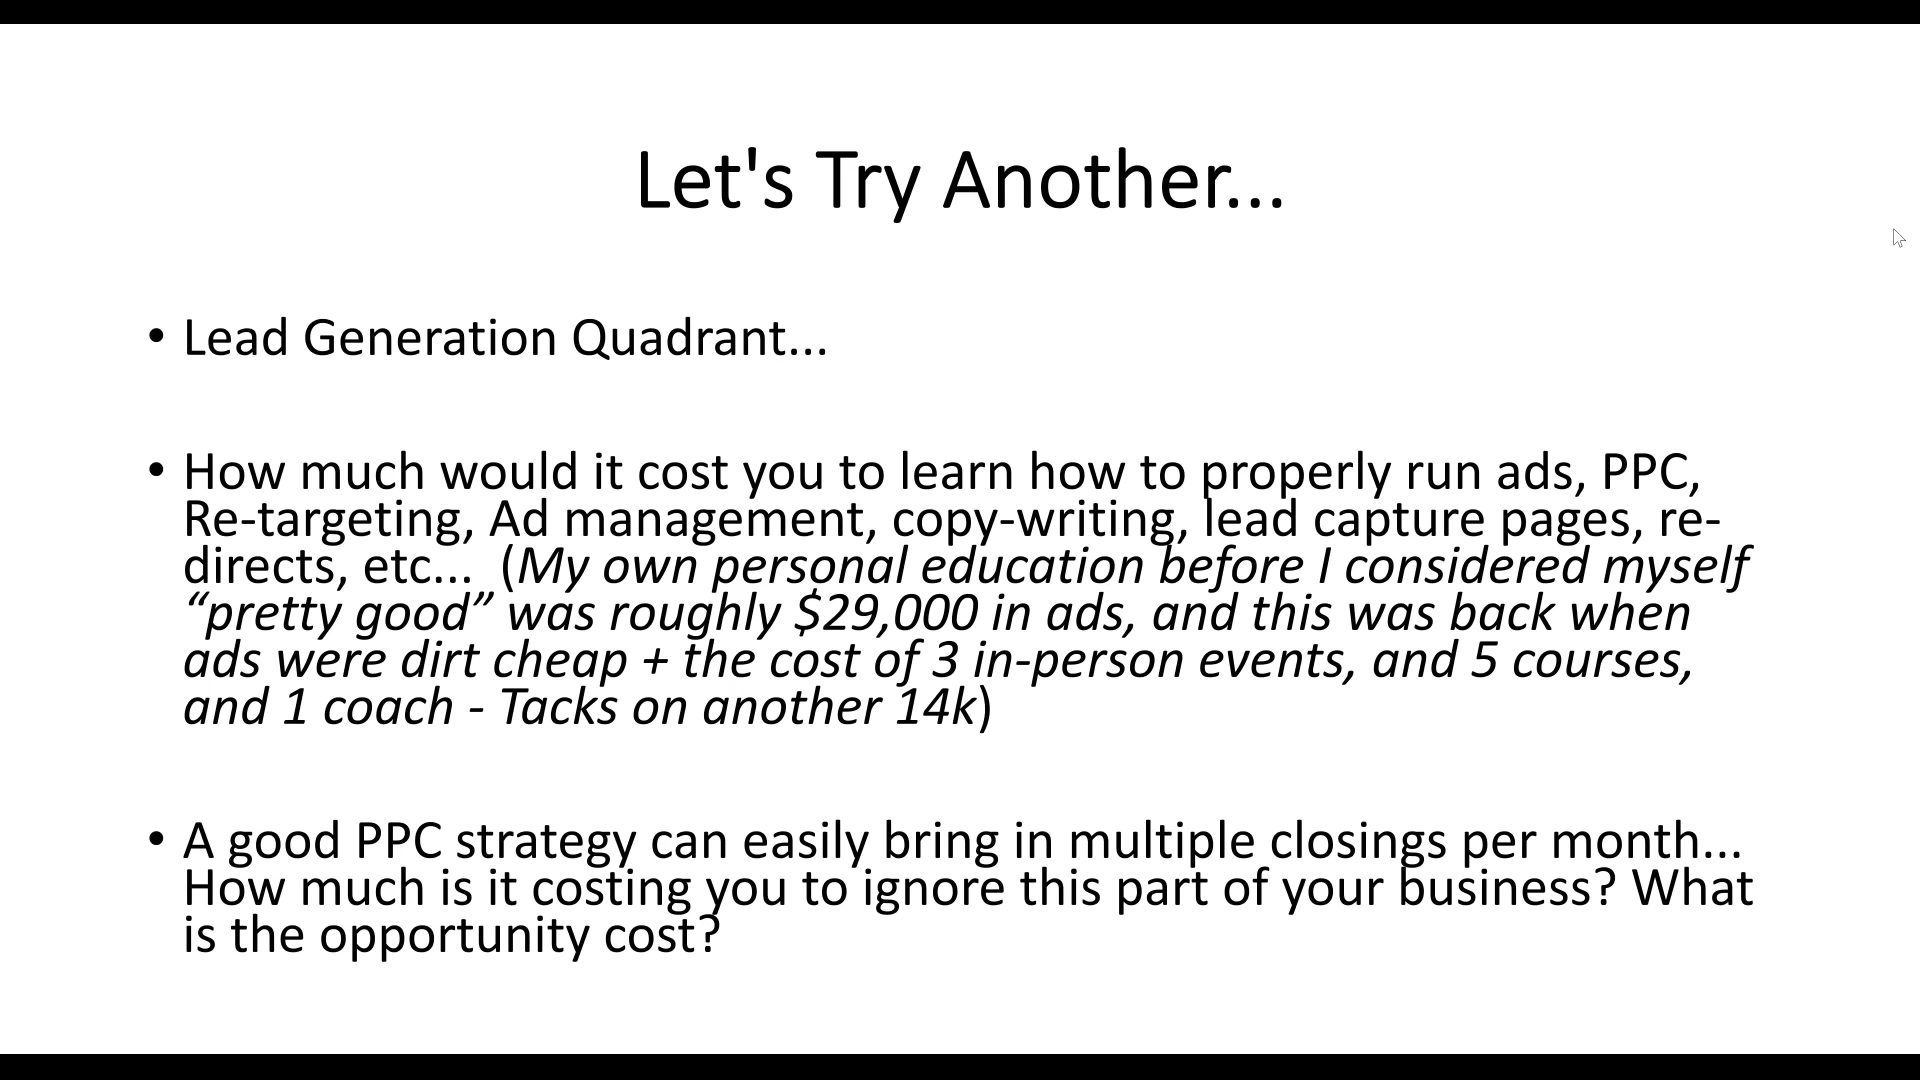 Let's Try Another...
• Lead Generation Quadrant...
• How much would it cost you to learn how to properly run ads, PPC,
Re-targeting, Ad management, copy-writing, lead capture pages, re-
directs, etc...  (My own personal education before I considered myself
“pretty good” was roughly $29,000 in ads, and this was back when
ads were dirt cheap + the cost of 3 in-person events, and 5 courses,
and 1 coach - Tacks on another 14k)
• A good PPC strategy can easily bring in multiple closings per month...
How much is it costing you to ignore this part of your business? What
is the opportunity cost?